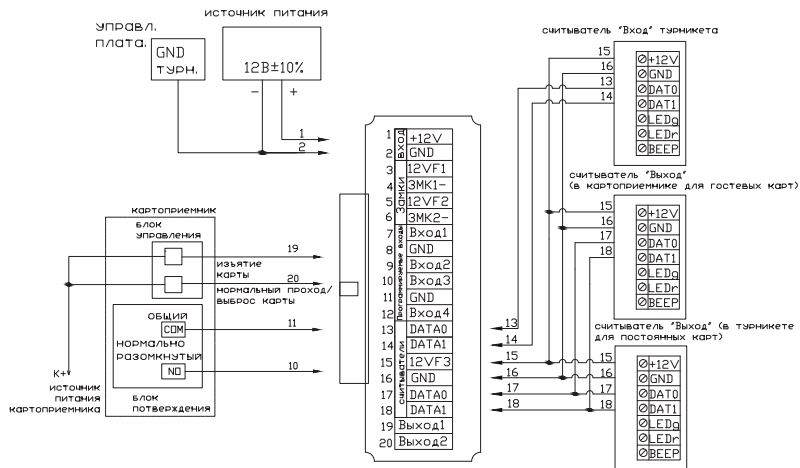 УПРАВЛ.
ПЛАТА.
GND
ТУРН.
ИСТОЧНИК ПИТАНИЯ
12В±10%
- +
1
2
КАРТОПРИЕМНИК
БЛОК
УПРАВЛЕНИЯ
19
ИЗЪЯТИЕ
КАРТЫ
20
НОРМАЛЬНЫЙ ПРОХОД/
ВЫБРОС КАРТЫ
ОБЩИЙ
COM
11
НОРМАЛЬНО
РАЗОМКНУТЫЙ
NO
10
К+
ИСТОЧНИК
ПИТАНИЯ
КАРТОПРИЕМНИКА
БЛОК
ПОТВЕРЖДЕНИЯ
ВХОД
Замки
Программируемые входы
СЧИТЫВАТЕЛИ
1 +12V
2 GND
3 12VF1
4 ЗМК1-
5 12VF2
6 ЗМК2-
7 Вход1
8 GND
9 Вход2
10 Вход3
11 GND
12 Вход4
13 DATA0
14 DATA1
15 12VF3
16 GND
17 DATA0
18 DATA1
19 Выход1
20 Выход2
СЧИТЫВАТЕЛЬ "Вход" ТУРНИКЕТА
15 +12V
16 GND
13 DAT0
14 DAT1
LEDg
LEDr
BEEP
СЧИТЫВАТЕЛЬ "Выход"
(В КАРТОПРИЕМНИКЕ ДЛЯ ГОСТЕВЫХ КАРТ)
15 +12V
16 GND
17 DAT0
18 DAT1
LEDg
LEDr
BEEP
СЧИТЫВАТЕЛЬ "Выход" (В ТУРНИКЕТЕ
ДЛЯ ПОСТОЯННЫХ КАРТ)
13
14
15 15 +12V
16 16 GND
17 17 DAT0
18 18 DAT1
LEDg
LEDr
BEEP